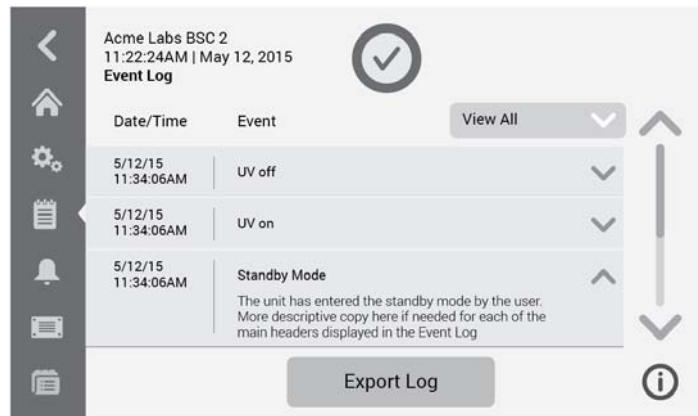 Acme Labs BSC 2
11:22:24AM | May 12, 2015
Event Log
Date/Time Event View All
5/12/15
11:34:06AM
UV off
5/12/15
11:34:06AM
UV on
5/12/15
11:34:06AM
Standby Mode
The unit has entered the standby mode by the user.
More descriptive copy here if needed for each of the
main headers displayed in the Event Log
Export Log